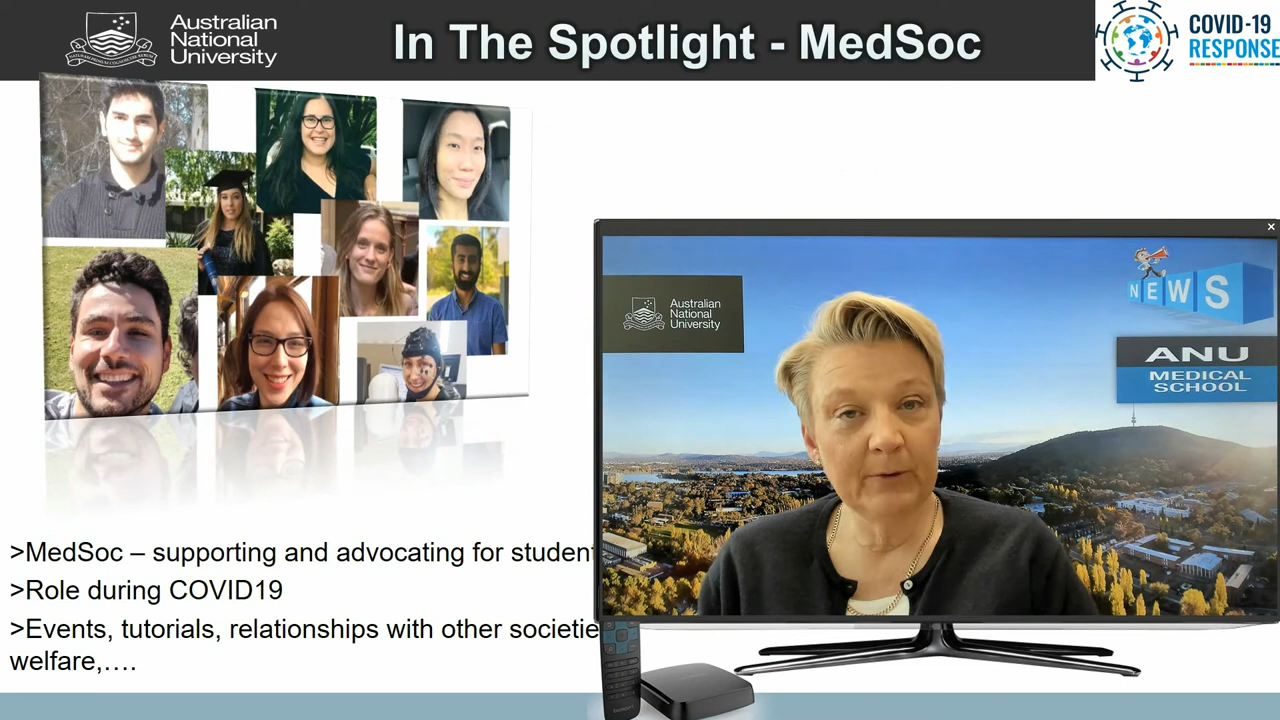 Australian
National
University
In The Spotlight - MedSoc
COVID-19
RESPONSE
NEWS
Australian
National
University
ANU
MEDICAL
SCHOOL
>MedSoc – supporting and advocating for student
>Role during COVID19
>Events, tutorials, relationships with other societie
welfare,….